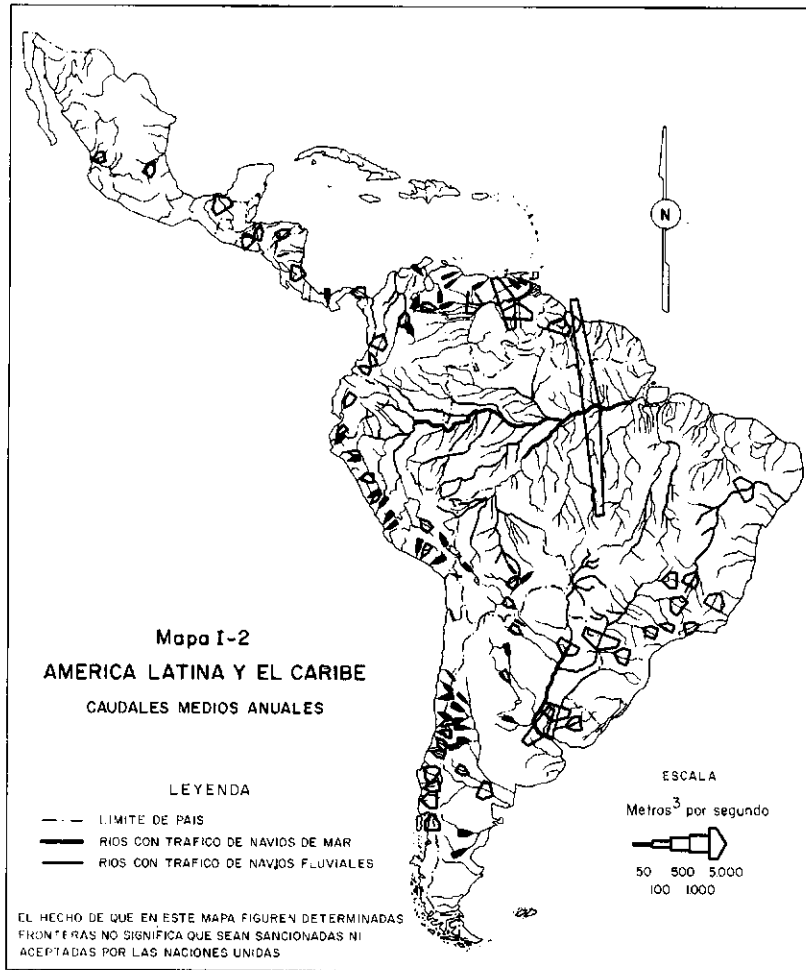 N
Mapa I-2
AMERICA LATINA Y EL CARIBE
CAUDALES MEDIOS ANUALES
LEYENDA
LIMITE DE PAIS
RIOS CON TRAFICO DE NAVIOS DE MAR
RIOS CON TRAFICO DE NAVIOS FLUVIALES
ESCALA
Metros³ por segundo
50 500 5.000
100 1000
EL HECHO DE QUE EN ESTE MAPA FIGUREN DETERMINADAS
FRONTERAS NO SIGNIFICA QUE SEAN SANCIONADAS NI
ACEPTADAS POR LAS NACIONES UNIDAS